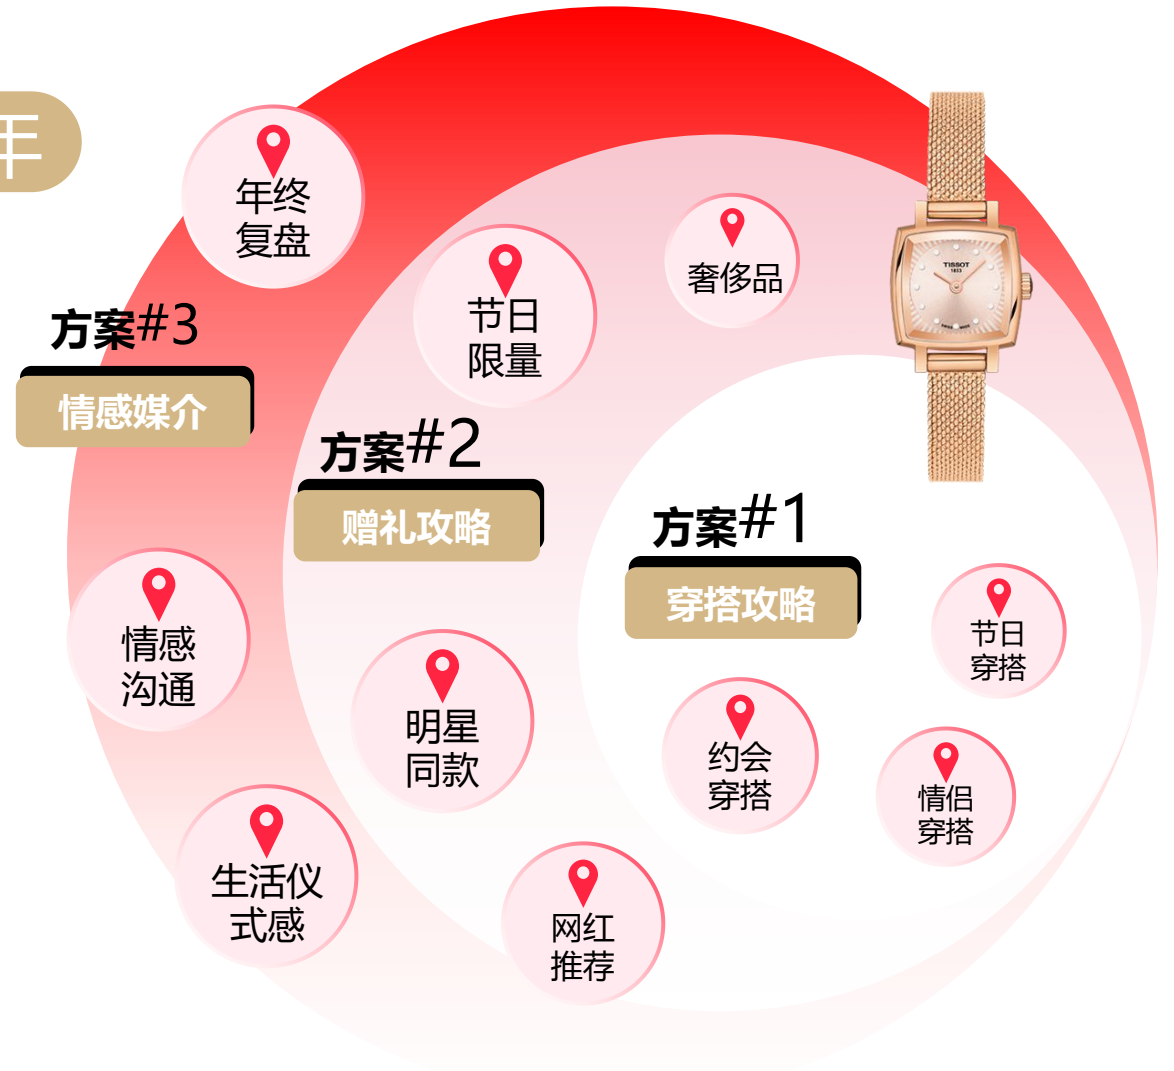 年
年终
复盘
奢侈品
节日
限量
TISSOT
1853
方案#3
情感媒介
方案#2
赠礼攻略
方案#1
穿搭攻略
情感
沟通
节日
穿搭
明星
同款
约会
穿搭
情侣
穿搭
生活仪
式感
网红
推荐